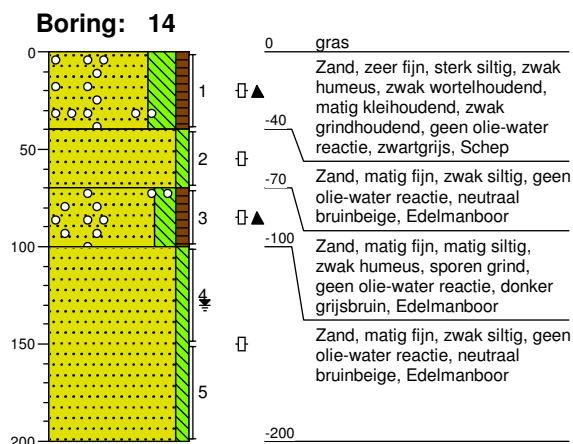 Boring: 14
0
50
100
150
200
1
2
3
4
5
0 gras
Zand, zeer fijn, sterk siltig, zwak
humeus, zwak wortelhoudend,
matig kleihoudend, zwak
grindhoudend, geen olie-water
reactie, zwartgrijs, Schep
-40
Zand, matig fijn, zwak siltig, geen
olie-water reactie, neutraal
bruinbeige, Edelmanboor
-70
Zand, matig fijn, matig siltig,
zwak humeus, sporen grind,
geen olie-water reactie, donker
grijsbruin, Edelmanboor
-100
Zand, matig fijn, zwak siltig, geen
olie-water reactie, neutraal
bruinbeige, Edelmanboor
-200